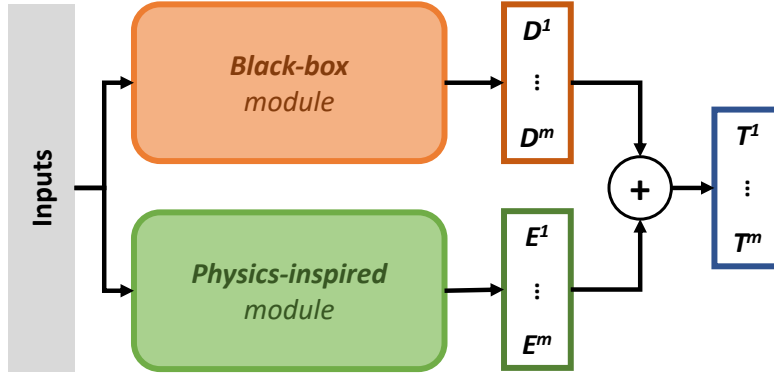 Inputs
Black-box
module
D¹
⋮
Dᵐ
Physics-inspired
module
E¹
⋮
Eᵐ
+
T¹
⋮
Tᵐ